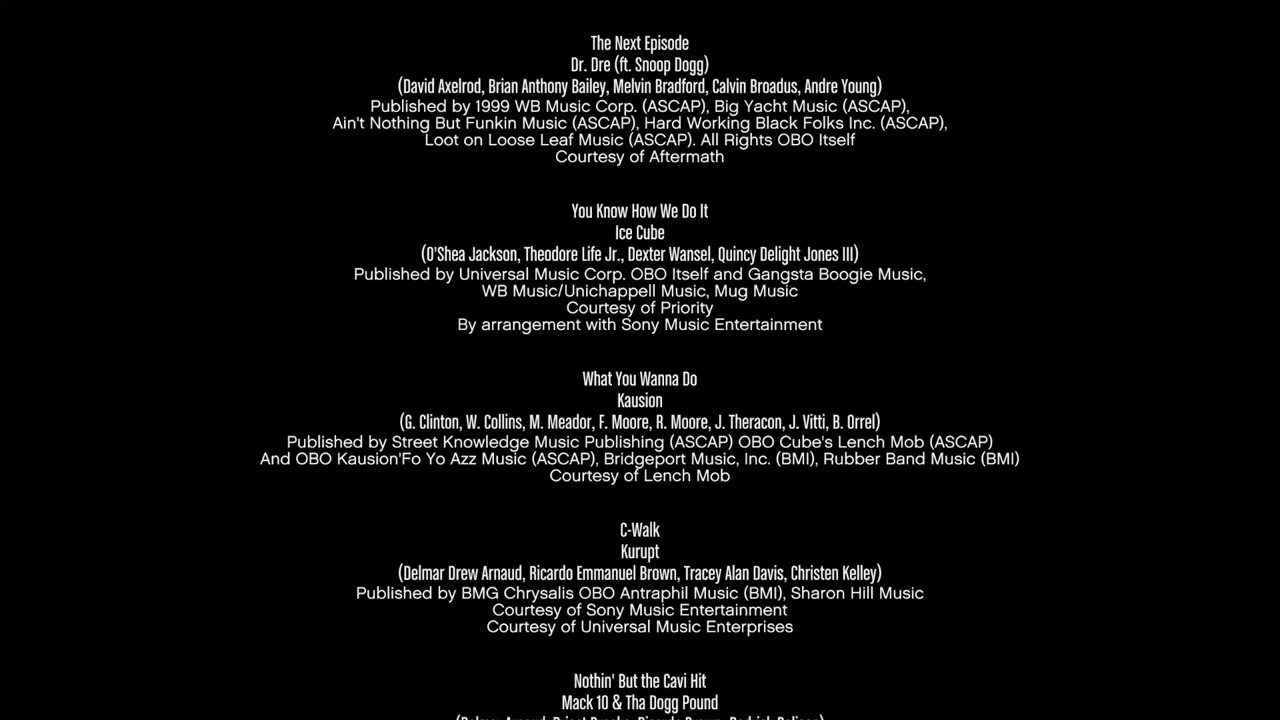 The Next Episode
Dr. Dre (ft. Snoop Dogg)
(David Axelrod, Brian Anthony Bailey, Melvin Bradford, Calvin Broadus, Andre Young)
Published by 1999 WB Music Corp. (ASCAP), Big Yacht Music (ASCAP),
Ain't Nothing But Funkin Music (ASCAP), Hard Working Black Folks Inc. (ASCAP),
Loot on Loose Leaf Music (ASCAP). All Rights OBO Itself
Courtesy of Aftermath
You Know How We Do It
Ice Cube
(O'Shea Jackson, Theodore Life Jr., Dexter Wansel, Quincy Delight Jones III)
Published by Universal Music Corp. OBO Itself and Gangsta Boogie Music,
WB Music/Unichappell Music, Mug Music
Courtesy of Priority
By arrangement with Sony Music Entertainment
What You Wanna Do
Kausion
(G. Clinton, W. Collins, M. Meador, F. Moore, R. Moore, J. Theracon, J. Vitti, B. Orrel)
Published by Street Knowledge Music Publishing (ASCAP) OBO Cube's Lench Mob (ASCAP)
And OBO Kausion'Fo Yo Azz Music (ASCAP), Bridgeport Music, Inc. (BMI), Rubber Band Music (BMI)
Courtesy of Lench Mob
C-Walk
Kurupt
(Delmar Drew Arnaud, Ricardo Emmanuel Brown, Tracey Alan Davis, Christen Kelley)
Published by BMG Chrysalis OBO Antraphil Music (BMI), Sharon Hill Music
Courtesy of Sony Music Entertainment
Courtesy of Universal Music Enterprises
Nothin' But the Cavi Hit
Mack 10 & Tha Dogg Pound